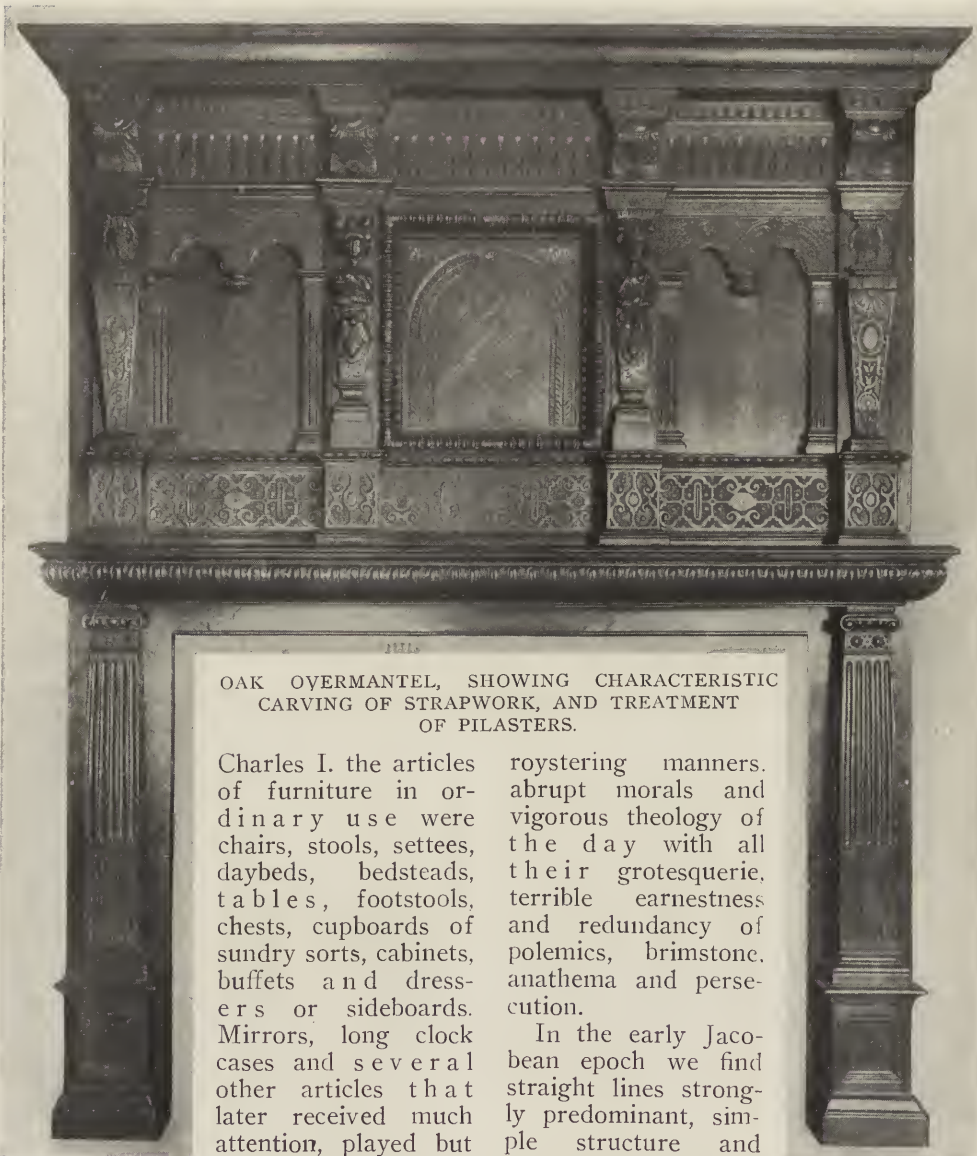 OAK OVERMANTEL, SHOWING CHARACTERISTIC
CARVING OF STRAPWORK, AND TREATMENT
OF PILASTERS.
Charles I. the articles
of furniture in or-
dinary use were
chairs, stools, settees,
daybeds, bedsteads,
tables, footstools,
chests, cupboards of
sundry sorts, cabinets,
buffets and dress-
ers or sideboards.
Mirrors, long clock
cases and several
other articles that
later received much
attention, played but
roystering manners.
abrupt morals and
vigorous theology of
the day with all
their grotesquerie,
terrible earnestness
and redundancy of
polemics, brimstone,
anathema and perse-
cution.
In the early Jaco-
bean epoch we find
straight lines strong-
ly predominant, sim-
ple structure and